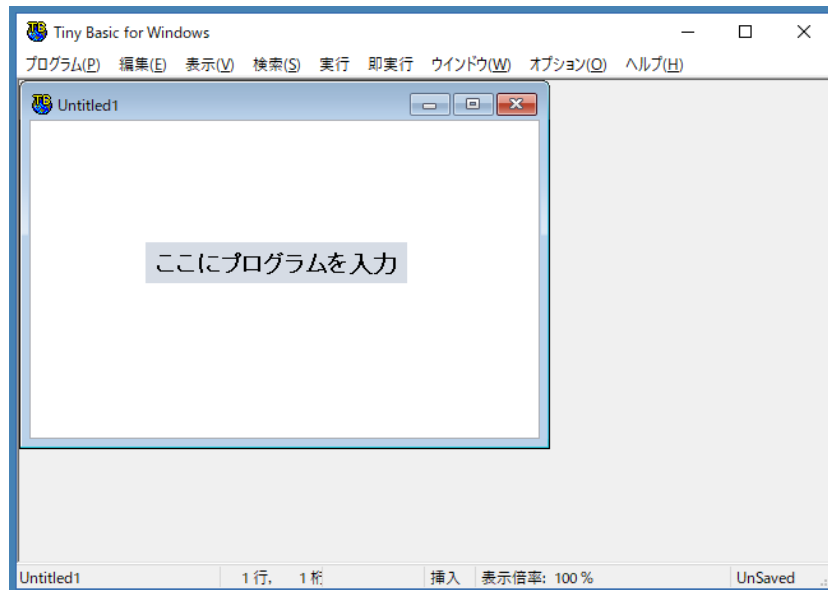 Tiny Basic for Windows
プログラム(P) 編集(E) 表示(V) 検索(S) 実行 即実行 ウインドウ(W) オプション(O) ヘルプ(H)
Untitled1
ここにプログラムを入力
Untitled1 1行, 1桁 挿入 表示倍率: 100 % UnSaved